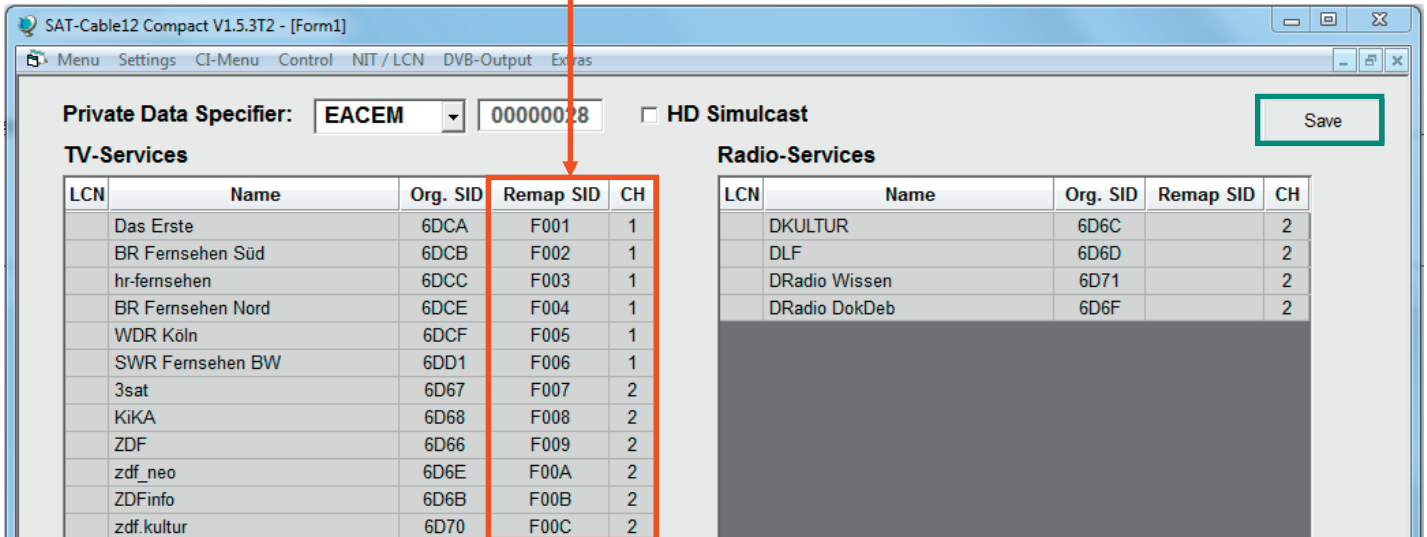 SAT-Cable12 Compact V1.5.3T2 - [Form1]
Menu Settings CI-Menu Control NIT / LCN DVB-Output Extras
Private Data Specifier: EACEM 00000028 HD Simulcast Save
TV-Services Radio-Services
LCN Name Org. SID Remap SID CH LCN Name Org. SID Remap SID CH
Das Erste 6DCA F001 1 DKULTUR 6D6C 2
BR Fernsehen Süd 6DCB F002 1 DLF 6D6D 2
hr-fernsehen 6DCC F003 1 DRadio Wissen 6D71 2
BR Fernsehen Nord 6DCE F004 1 DRadio DokDeb 6D6F 2
WDR Köln 6DCF F005 1
SWR Fernsehen BW 6DD1 F006 1
3sat 6D67 F007 2
KiKA 6D68 F008 2
ZDF 6D66 F009 2
zdf_neo 6D6E F00A 2
ZDFinfo 6D6B F00B 2
zdf.kultur 6D70 F00C 2